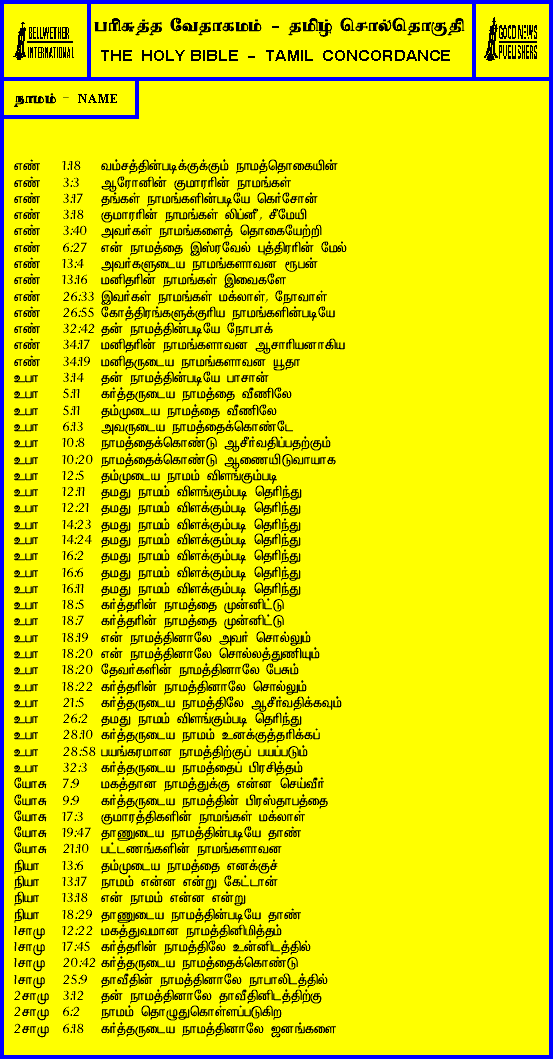 BELLWETHER
INTERNATIONAL
பரிசுத்த வேதாகமம் - தமிழ் சொல்தொகுதி
THE HOLY BIBLE - TAMIL CONCORDANCE
GOOD NEWS
PUBLISHERS
நாமம் - NAME
எண் 1:18 வம்சத்தின்படிக்குக்கும் நாமத்தொகையின்
எண் 3:3 ஆரோனின் குமாரரின் நாமங்கள்
எண் 3:17 தங்கள் நாமங்களின்படியே கெர்சோன்
எண் 3:18 குமாரரின் நாமங்கள் லிப்னீ, சீமேயி
எண் 3:40 அவர்கள் நாமங்களைத் தொகையேற்றி
எண் 6:27 என் நாமத்தை இஸ்ரவேல் புத்திரரின் மேல்
எண் 13:4 அவர்களுடைய நாமங்களாவன ரூபன்
எண் 13:16 மனிதரின் நாமங்கள் இவைகளே
எண் 26:33 இவர்கள் நாமங்கள் மக்லாள், நோவாள்
எண் 26:55 கோத்திரங்களுக்குரிய நாமங்களின்படியே
எண் 32:42 தன் நாமத்தின்படியே நோபாக்
எண் 34:17 மனிதரின் நாமங்களாவன ஆசாரியனாகிய
எண் 34:19 மனிதருடைய நாமங்களாவன யூதா
உபா 3:14 தன் நாமத்தின்படியே பாசான்
உபா 5:11 கர்த்தருடைய நாமத்தை வீணிலே
உபா 5:11 தம்முடைய நாமத்தை வீணிலே
உபா 6:13 அவருடைய நாமத்தைக்கொண்டே
உபா 10:8 நாமத்தைக்கொண்டு ஆசீர்வதிப்பதற்கும்
உபா 10:20 நாமத்தைக்கொண்டு ஆணையிடுவாயாக
உபா 12:5 தம்முடைய நாமம் விளங்கும்படி
உபா 12:11 தமது நாமம் விளங்கும்படி தெரிந்து
உபா 12:21 தமது நாமம் விளக்கும்படி தெரிந்து
உபா 14:23 தமது நாமம் விளக்கும்படி தெரிந்து
உபா 14:24 தமது நாமம் விளக்கும்படி தெரிந்து
உபா 16:2 தமது நாமம் விளக்கும்படி தெரிந்து
உபா 16:6 தமது நாமம் விளக்கும்படி தெரிந்து
உபா 16:11 தமது நாமம் விளக்கும்படி தெரிந்து
உபா 18:5 கர்த்தரின் நாமத்தை முன்னிட்டு
உபா 18:7 கர்த்தரின் நாமத்தை முன்னிட்டு
உபா 18:19 என் நாமத்தினாலே அவர் சொல்லும்
உபா 18:20 என் நாமத்தினாலே சொல்லத்துணியும்
உபா 18:20 தேவர்களின் நாமத்தினாலே பேசும்
உபா 18:22 கர்த்தரின் நாமத்தினாலே சொல்லும்
உபா 21:5 கர்த்தருடைய நாமத்திலே ஆசீர்வதிக்கவும்
உபா 26:2 தமது நாமம் விளங்கும்படி தெரிந்து
உபா 28:10 கர்த்தருடைய நாமம் உனக்குத்தரிக்கப்
உபா 28:58 பயங்கரமான நாமத்திற்குப் பயப்படும்
உபா 32:3 கர்த்தருடைய நாமத்தைப் பிரசித்தம்
யோசு 7:9 மகத்தான நாமத்துக்கு என்ன செய்வீர்
யோசு 9:9 கர்த்தருடைய நாமத்தின் பிரஸ்தாபத்தை
யோசு 17:3 குமாரத்திகளின் நாமங்கள் மக்லாள்
யோசு 19:47 தாணுடைய நாமத்தின்படியே தாண்
யோசு 21:10 பட்டணங்களின் நாமங்களாவன
நியா 13:6 தம்முடைய நாமத்தை எனக்குச்
நியா 13:17 நாமம் என்ன என்று கேட்டான்
நியா 13:18 என் நாமம் என்ன என்று
நியா 18:29 தாணுடைய நாமத்தின்படியே தாண்
1சாமு 12:22 மகத்துவமான நாமத்தினிமித்தம்
1சாமு 17:45 கர்த்தரின் நாமத்திலே உன்னிடத்தில்
1சாமு 20:42 கர்த்தருடைய நாமத்தைக்கொண்டு
1சாமு 25:9 தாவீதின் நாமத்தினாலே நாபாலிடத்தில்
2சாமு 3:12 தன் நாமத்தினாலே தாவீதினிடத்திற்கு
2சாமு 6:2 நாமம் தொழுதுகொள்ளப்படுகிற
2சாமு 6:18 கர்த்தருடைய நாமத்தினாலே ஜனங்களை